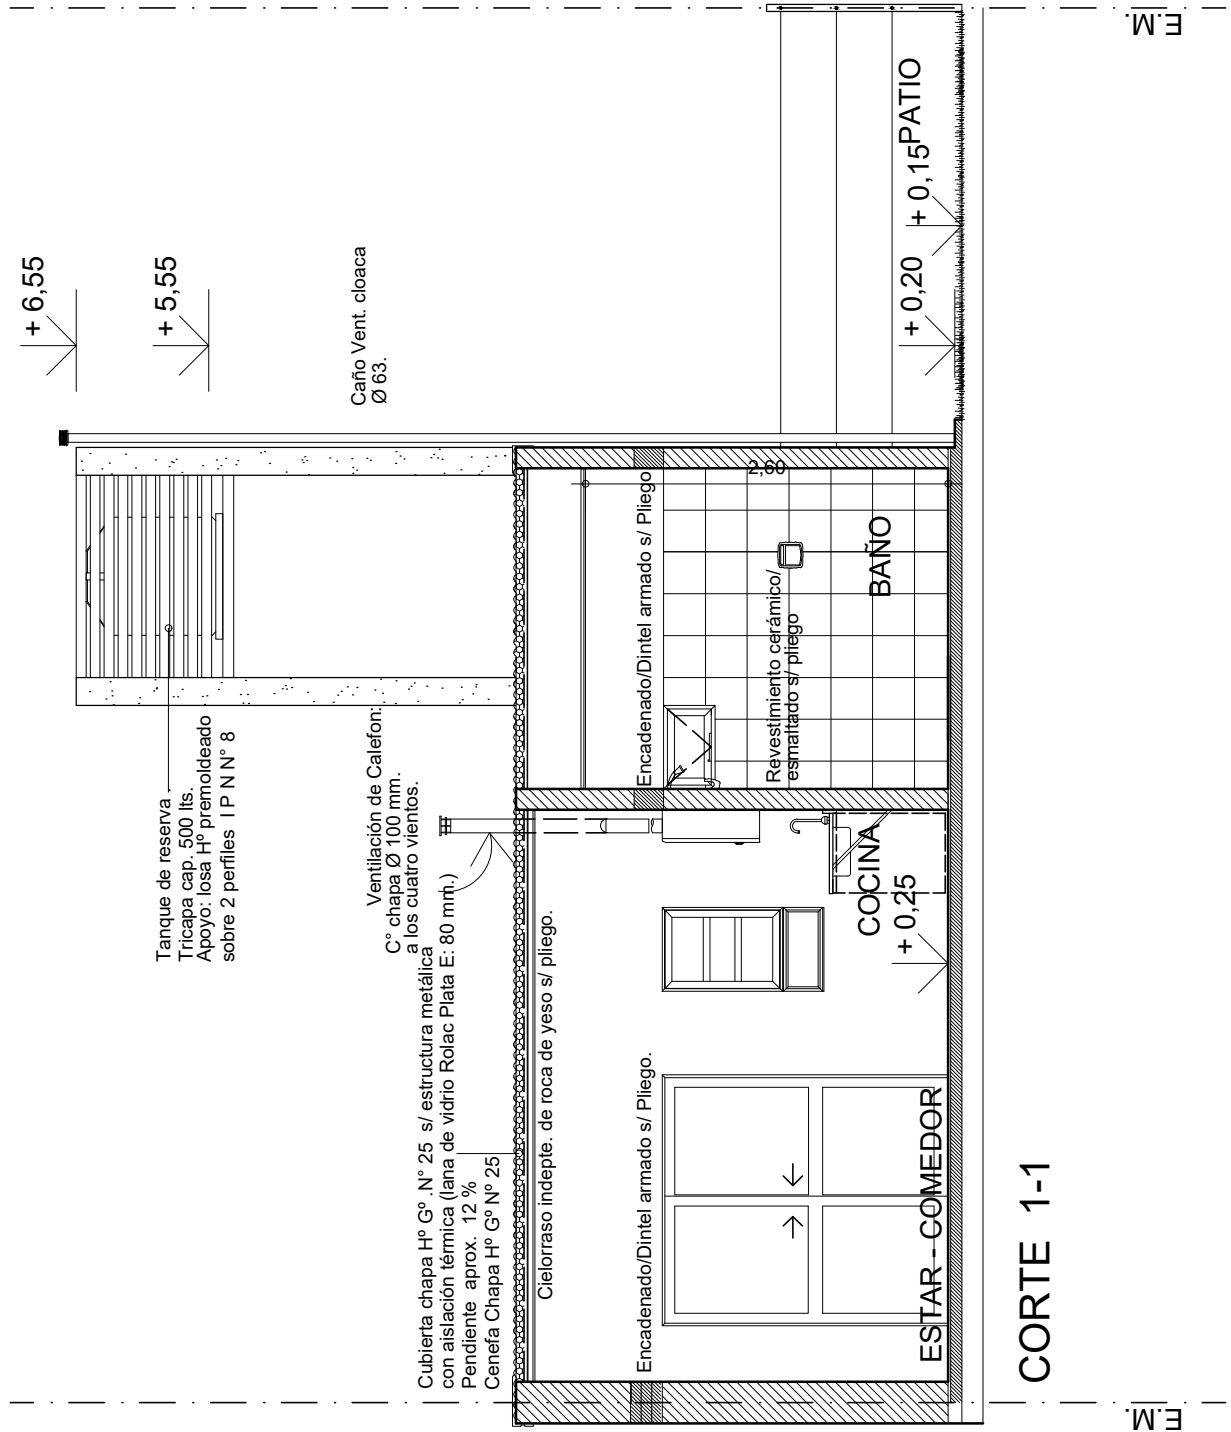 + 6,55
+ 5,55
Caño Vent. cloaca
Ø 63.
Tanque de reserva
Tricapa cap. 500 lts.
Apoyo: losa Hº premoldeado
sobre 2 perfiles I P N N° 8
Ventilación de Calefon:
C° chapa Ø 100 mm.
a los cuatro vientos.
Cubierta chapa Hº Gº .N° 25 s/ estructura metálica
con aislación térmica (lana de vidrio Rolac Plata E: 80 mm.)
Pendiente aprox. 12 %
Cenefa Chapa Hº Gº Nº 25
Cielorraso indepte. de roca de yeso s/ pliego.
Encadenado/Dintel armado s/ Pliego.
Encadenado/Dintel armado s/ Pliego
2,60
Revestimiento cerámico/
esmaltado s/ pliego
BAÑO
COCINA
+ 0,25
ESTAR - COMEDOR
+ 0,20
+ 0,15
PATIO
CORTE 1-1
E.M.
E.M.